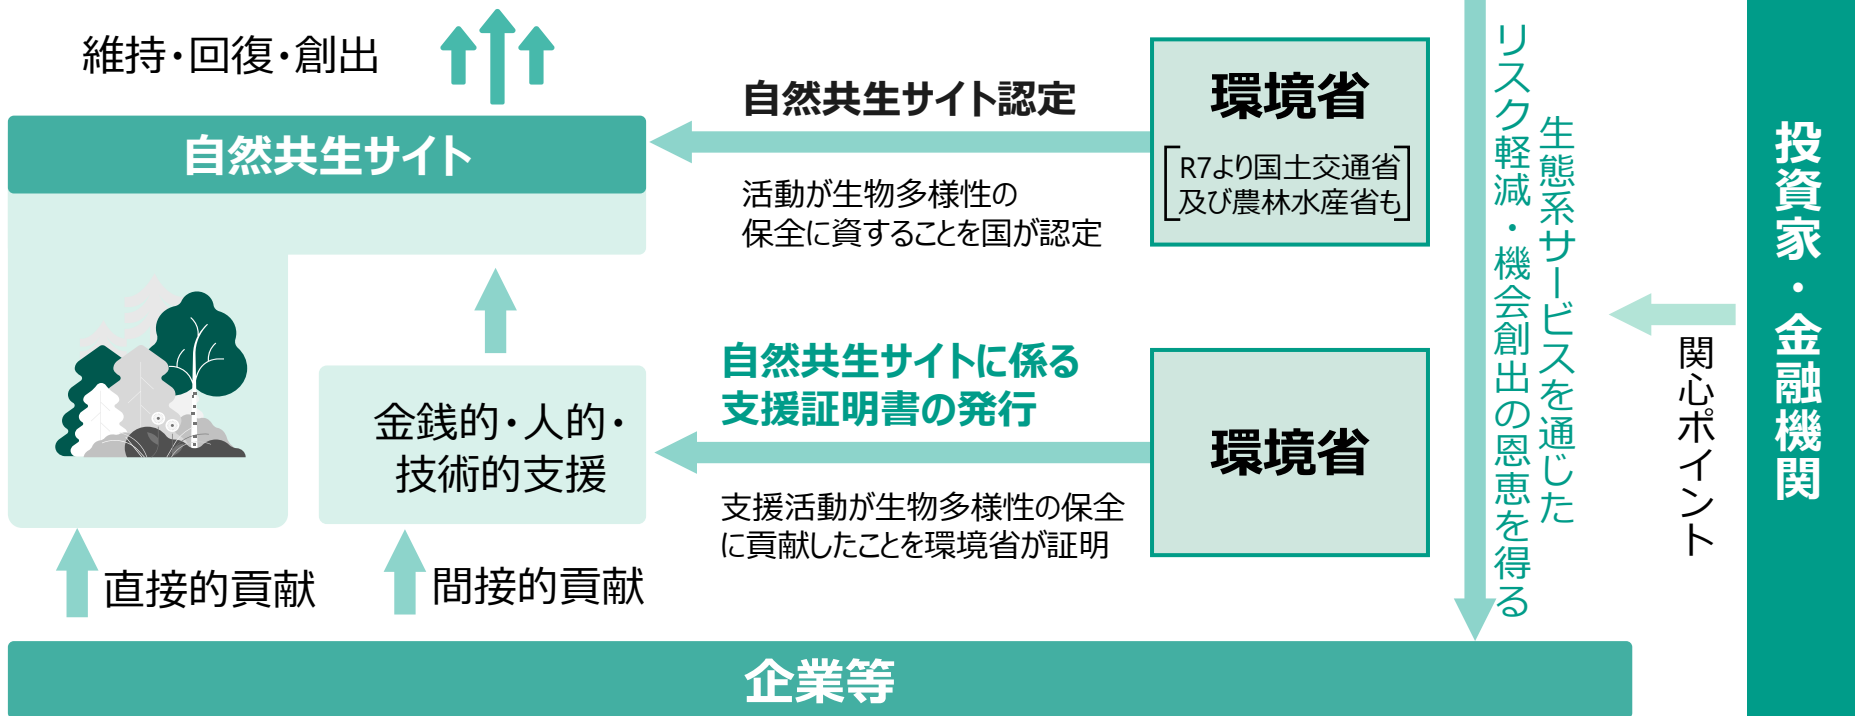 維持・回復・創出
自然共生サイト
自然共生サイト認定
活動が生物多様性の
保全に資することを国が認定
環境省
R7より国土交通省
及び農林水産省も
金銭的・人的・
技術的支援
自然共生サイトに係る
支援証明書の発行
支援活動が生物多様性の保全
に貢献したことを環境省が証明
環境省
直接的貢献
間接的貢献
企業等
生態系サービスを通じた
リスク軽減・機会創出の恩恵を得る
関心ポイント
投資家・金融機関